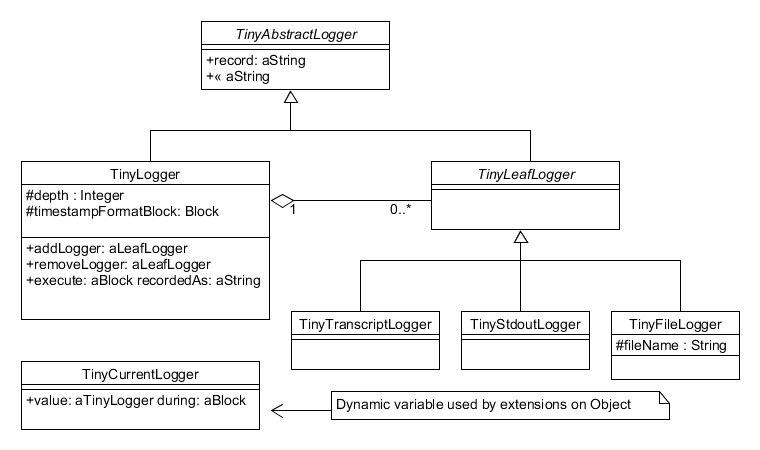 TinyAbstractLogger
+record: aString
+« aString
TinyLogger
#depth : Integer
#timestampFormatBlock: Block
+addLogger: aLeafLogger
+removeLogger: aLeafLogger
+execute: aBlock recordedAs: aString
1
0..*
TinyLeafLogger
TinyTranscriptLogger
TinyStdoutLogger
TinyFileLogger
#fileName : String
TinyCurrentLogger
+value: aTinyLogger during: aBlock
Dynamic variable used by extensions on Object